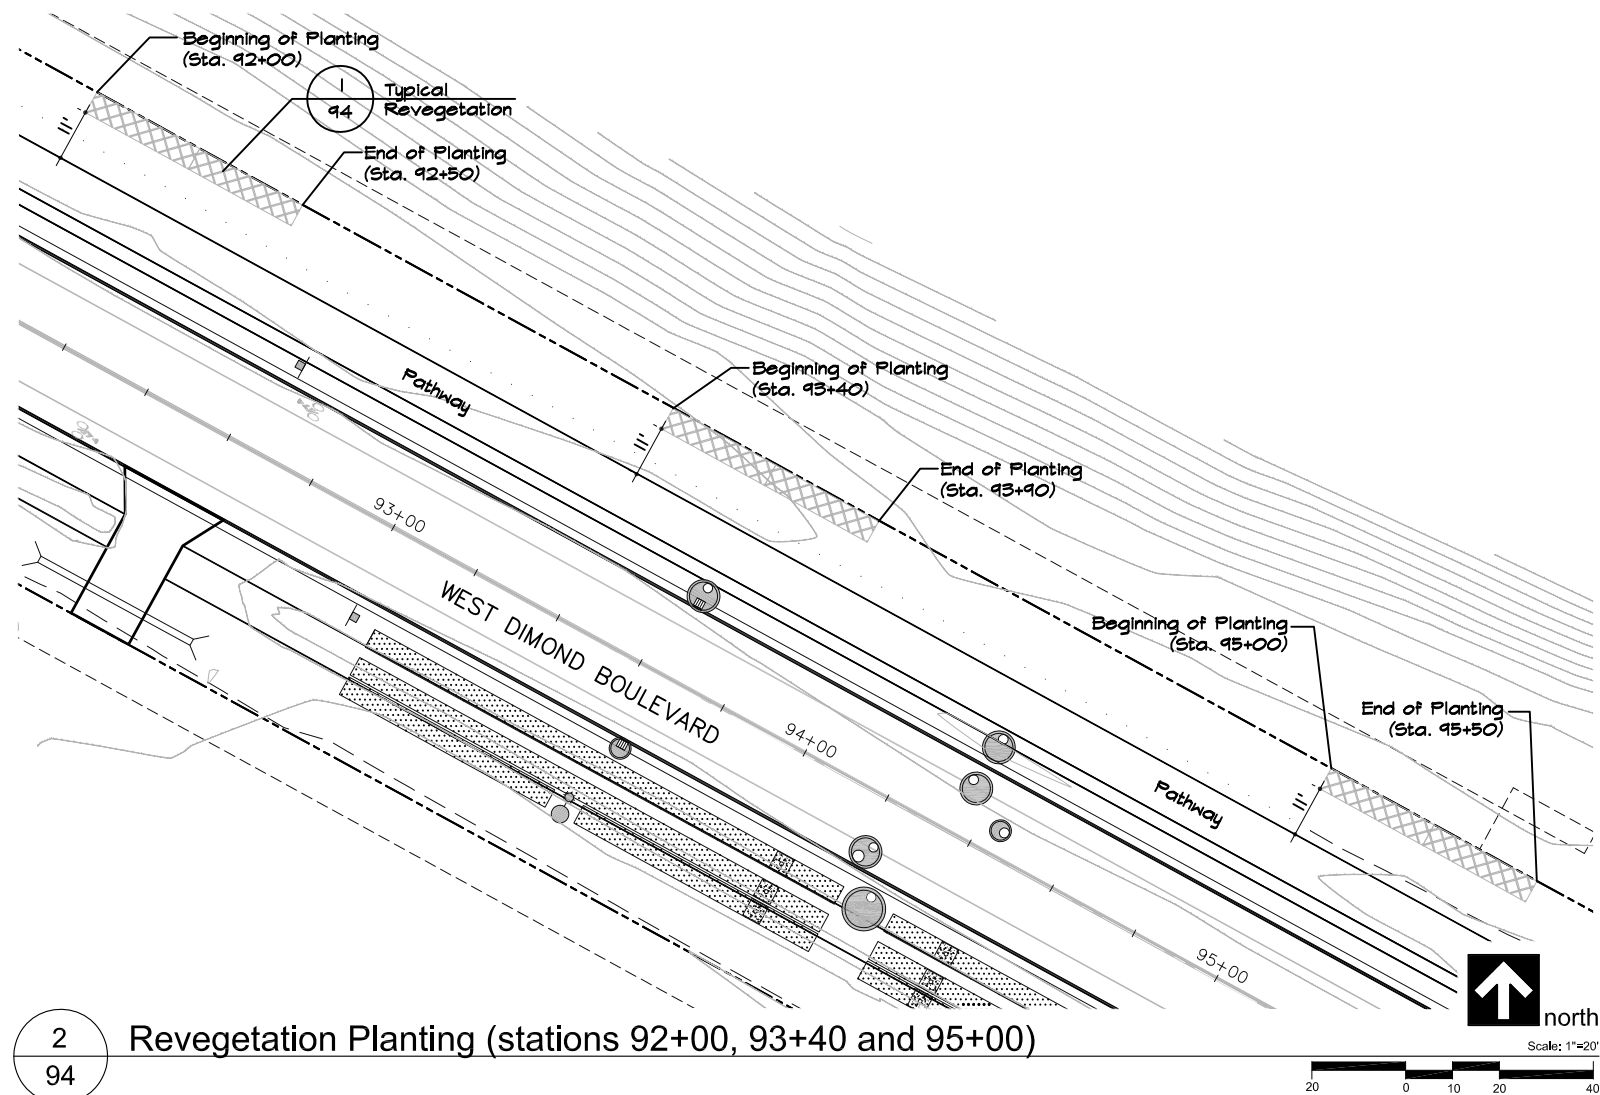 Beginning of Planting
(Sta. 92+00)
1
94
Typical
Revegetation
End of Planting
(Sta. 92+50)
11'
Pathway
Beginning of Planting
(Sta. 93+40)
11'
End of Planting
(Sta. 93+90)
93+00
WEST DIMOND BOULEVARD
94+00
Beginning of Planting
(Sta. 95+00)
End of Planting
(Sta. 95+50)
11'
Pathway
95+00
north
Scale: 1"=20'
20 0 10 20 40
2
94
Revegetation Planting (stations 92+00, 93+40 and 95+00)